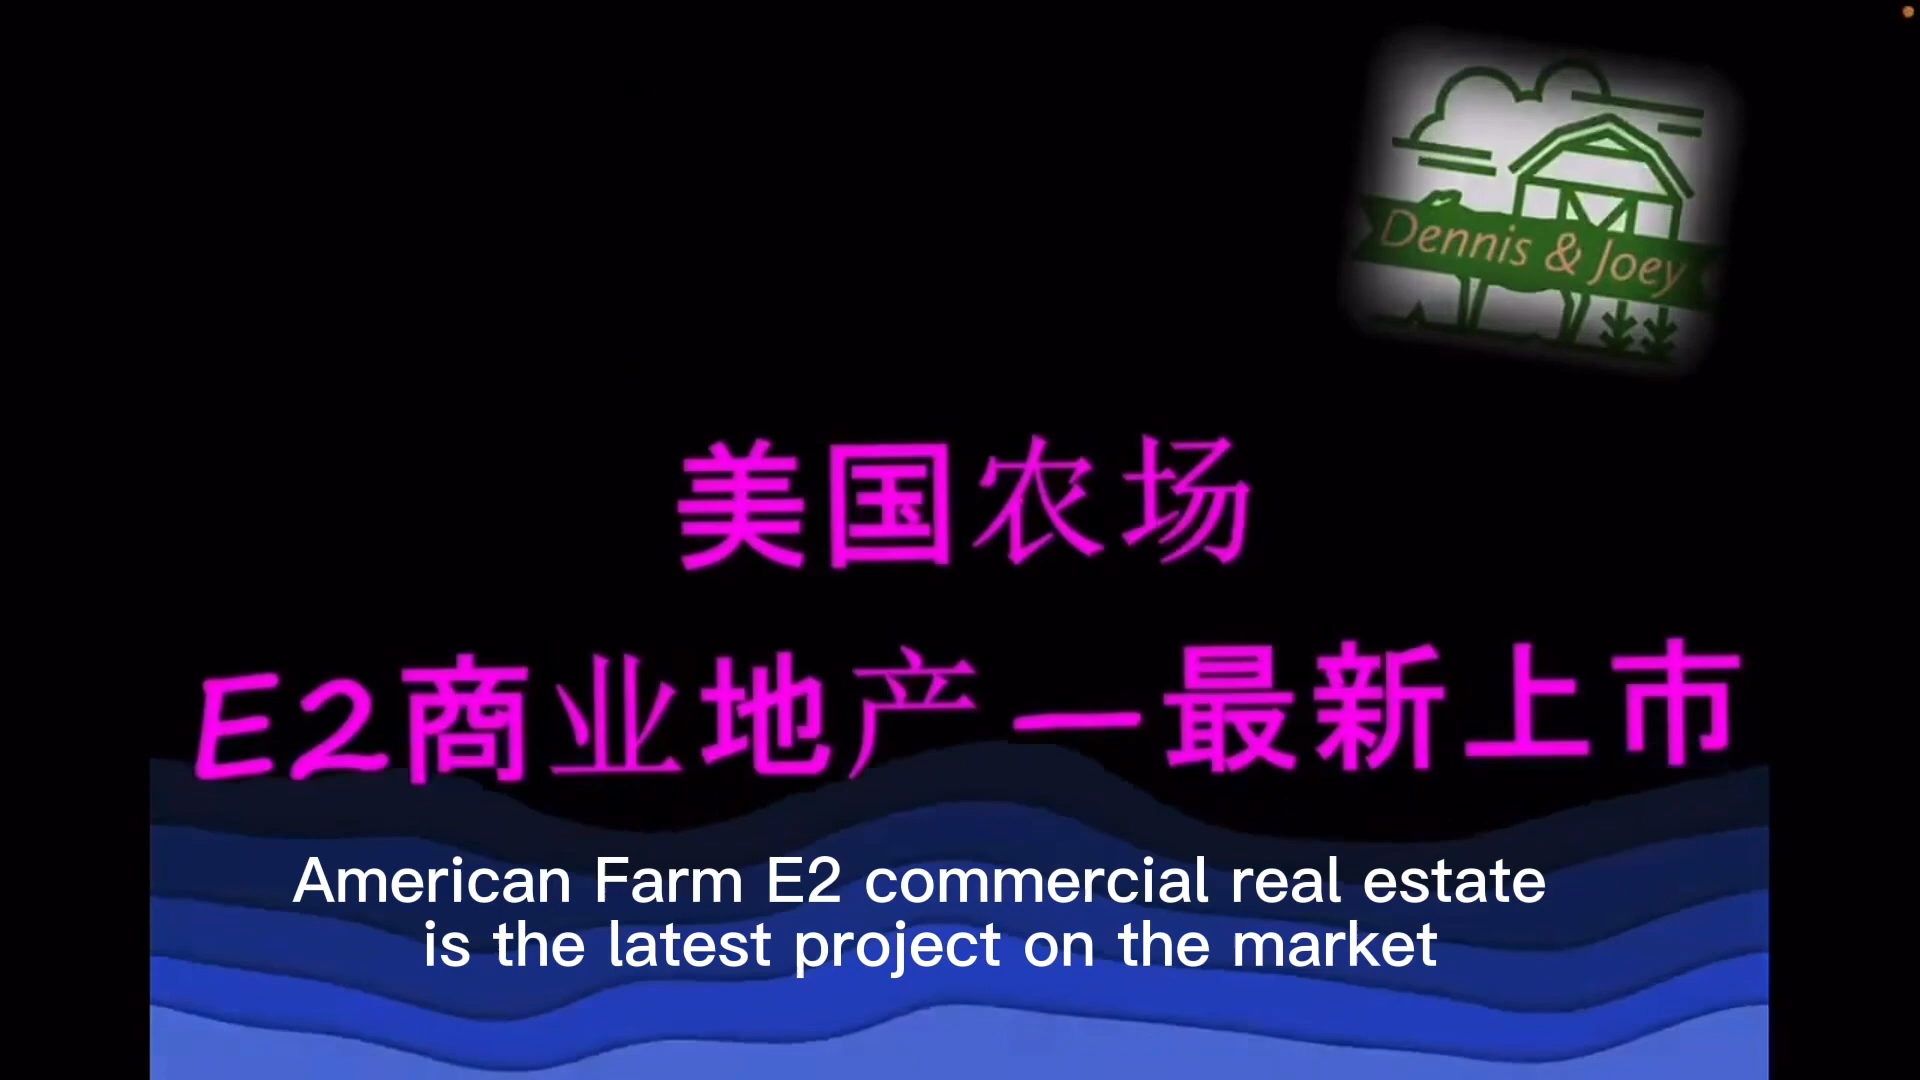 Dennis & Joey
美国农场
E2商业地产—最新上市
American Farm E2 commercial real estate
is the latest project on the market